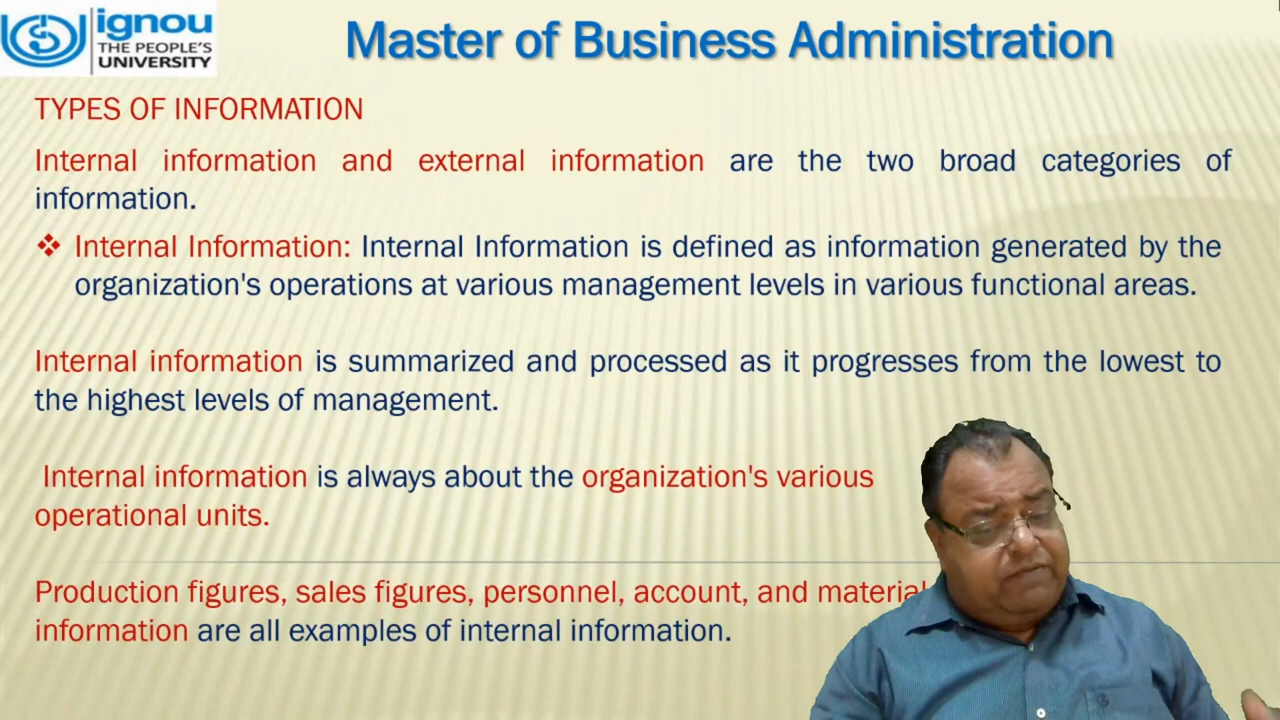 ignou
THE PEOPLE'S
UNIVERSITY
Master of Business Administration
TYPES OF INFORMATION
Internal information and external information are the two broad categories of
information.
❖ Internal Information: Internal Information is defined as information generated by the
organization's operations at various management levels in various functional areas.
Internal information is summarized and processed as it progresses from the lowest to
the highest levels of management.
Internal information is always about the organization's various
operational units.
Production figures, sales figures, personnel, account, and material
information are all examples of internal information.